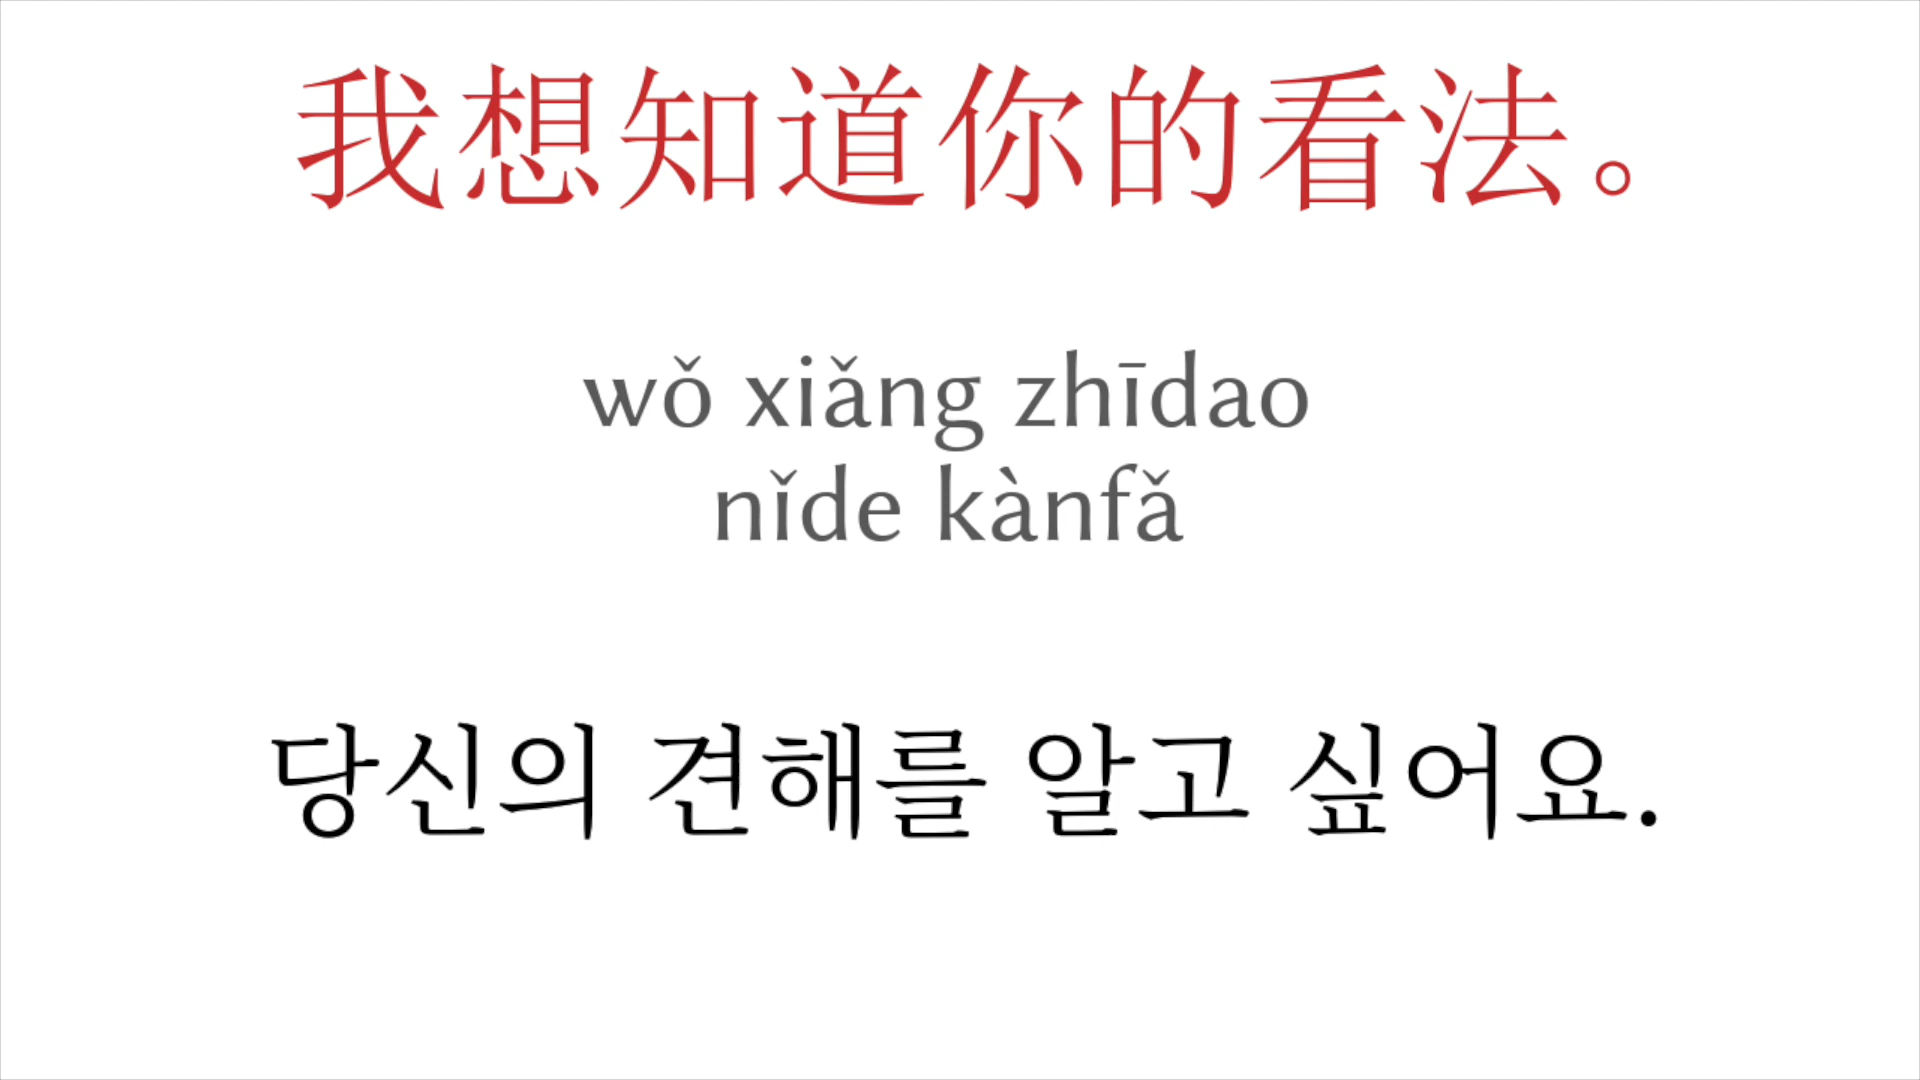 我想知道你的看法。
wǒ xiǎng zhīdao
nǐde kànfǎ
당신의 견해를 알고 싶어요.